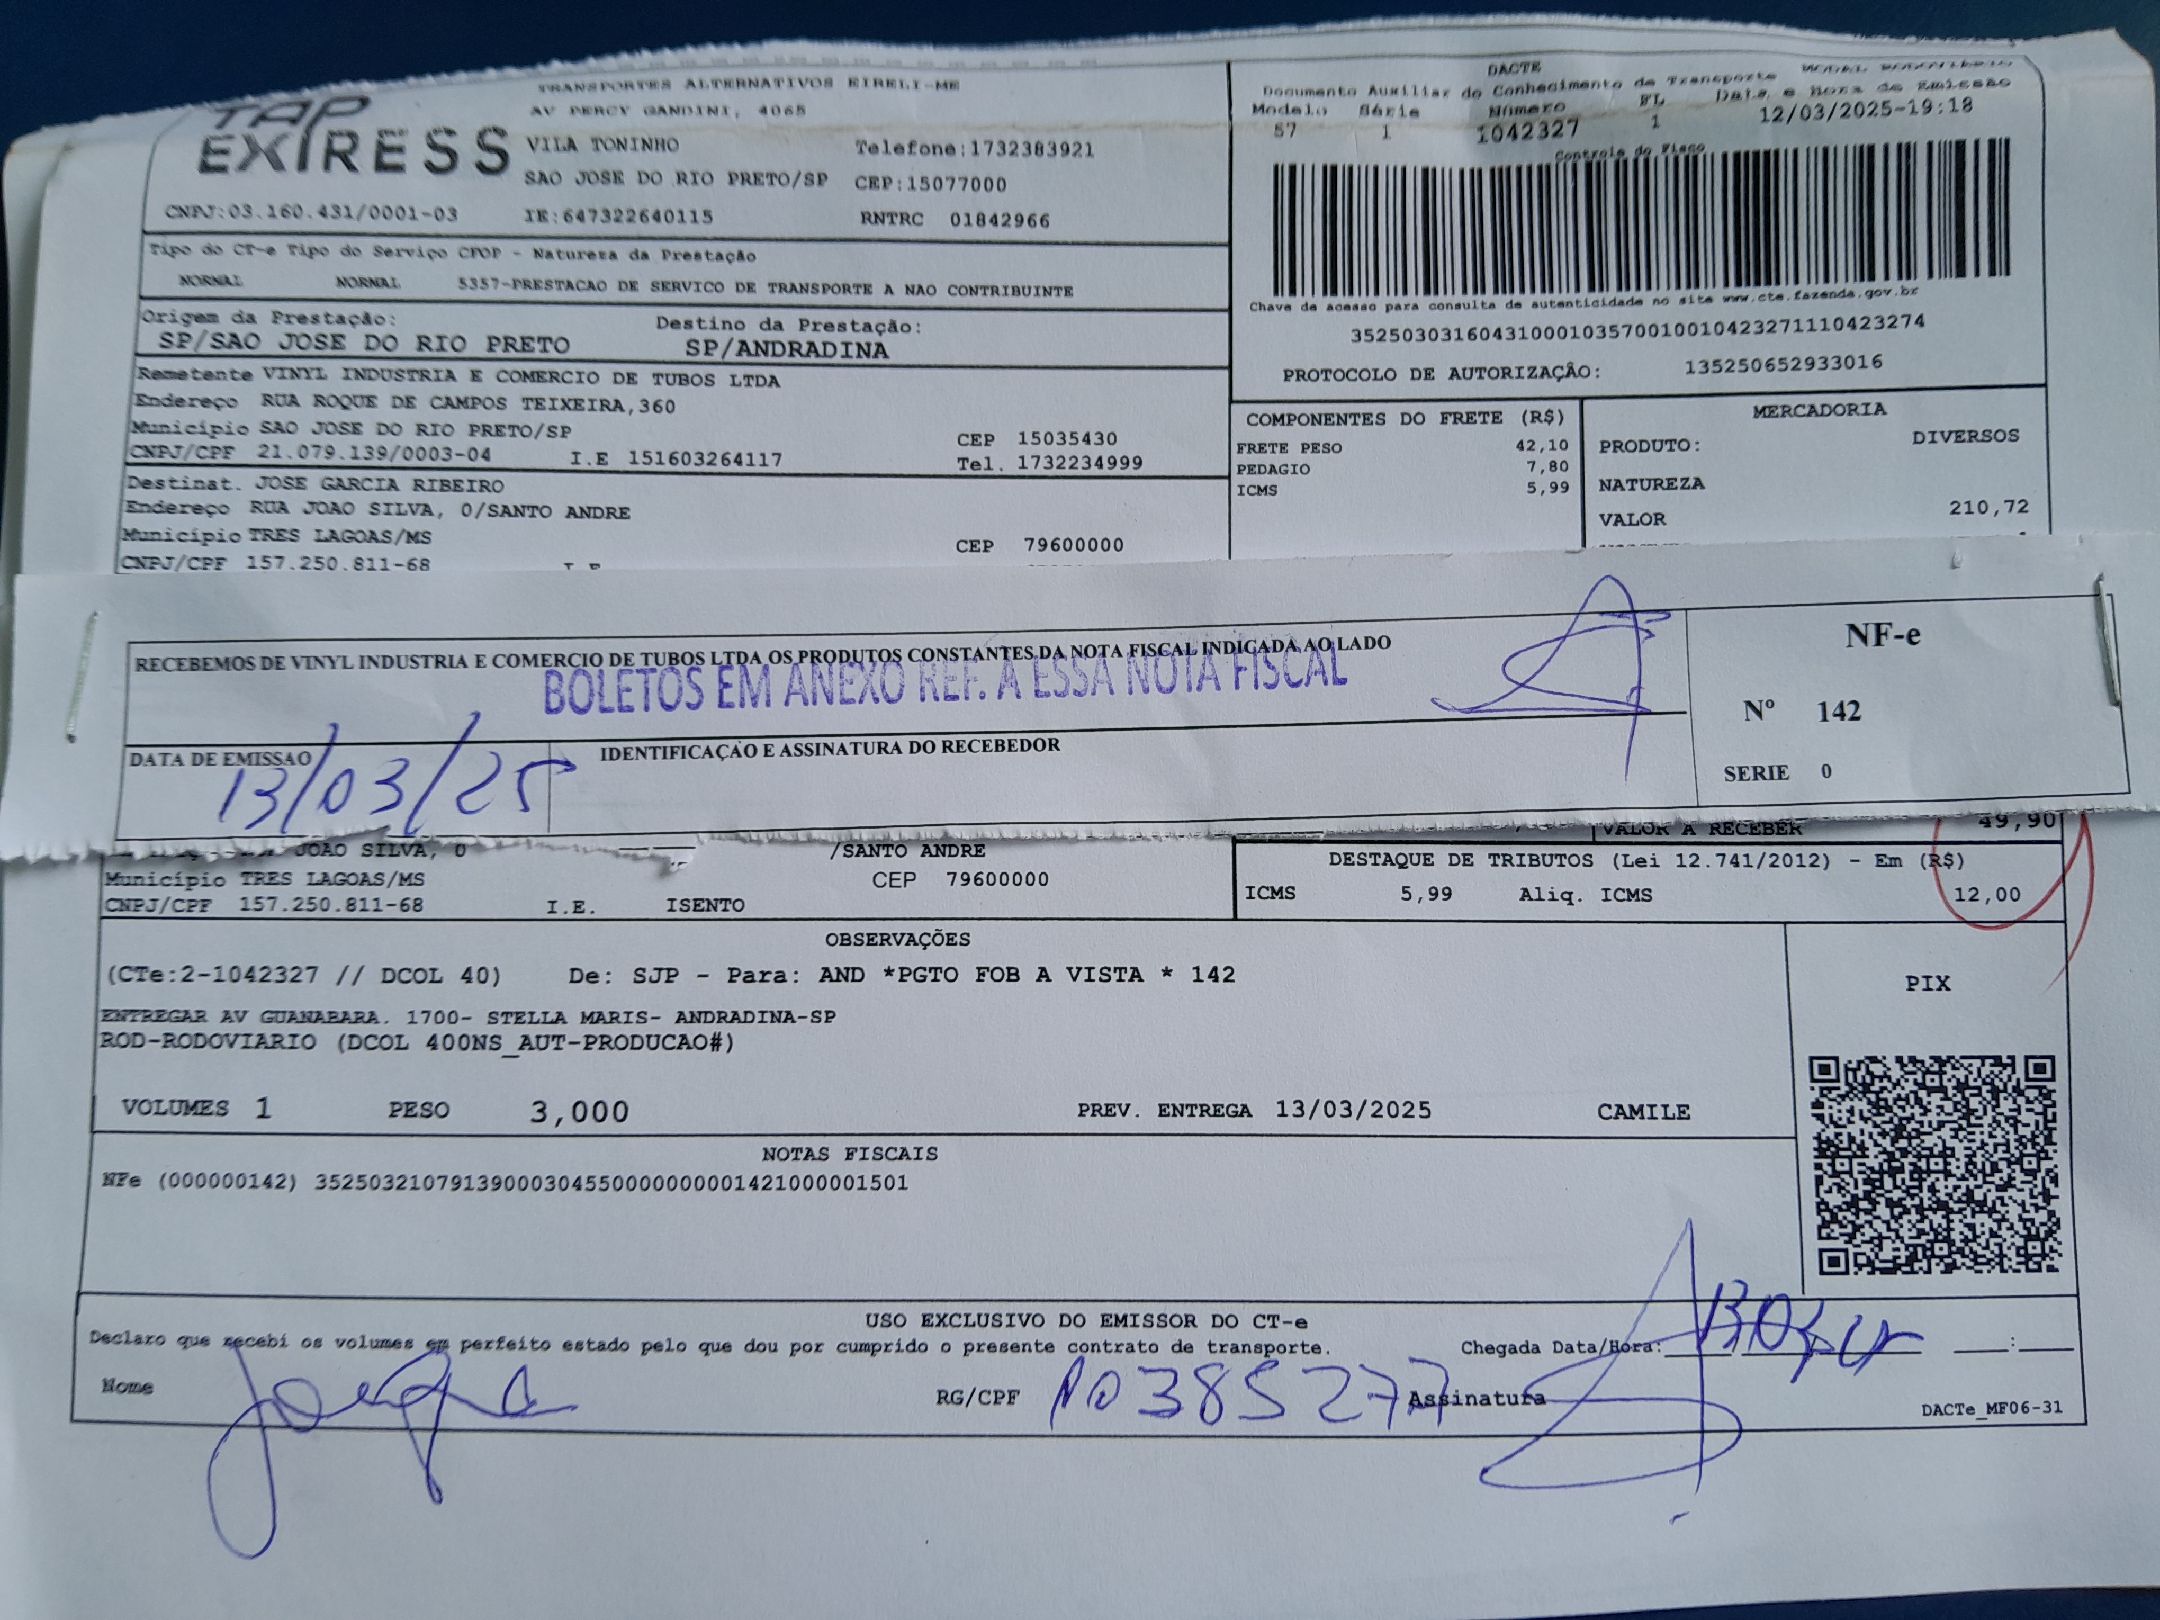 TAP EXPRESS
TRANSPORTES ALTERNATIVOS EIRELI-ME
AV PERCY GANDINI, 4065
VILA TONINHO Telefone:1732383921
SAO JOSE DO RIO PRETO/SP CEP:15077000
CNPJ:03.160.431/0001-03 IE:647322640115 RNTRC 01842966
DACTE
Documento Auxiliar do Conhecimento de Transporte
Modelo Série Número FL Data e Hora de Emissão
57 1 1042327 1 12/03/2025-19:18
Controle do Fisco
Chave de acesso para consulta de autenticidade no site www.cte.fazenda.gov.br
35250303160431000103570010010423271110423274
PROTOCOLO DE AUTORIZAÇÃO: 135250652933016
Tipo do CT-e Tipo do Serviço CFOP - Natureza da Prestação
NORMAL NORMAL 5357-PRESTACAO DE SERVICO DE TRANSPORTE A NAO CONTRIBUINTE
Origem da Prestação: Destino da Prestação:
SP/SAO JOSE DO RIO PRETO SP/ANDRADINA
Remetente VINYL INDUSTRIA E COMERCIO DE TUBOS LTDA
Endereço RUA ROQUE DE CAMPOS TEIXEIRA,360
Município SAO JOSE DO RIO PRETO/SP CEP 15035430
CNPJ/CPF 21.079.139/0003-04 I.E 151603264117 Tel. 1732234999
Destinat. JOSE GARCIA RIBEIRO
Endereço RUA JOAO SILVA, 0/SANTO ANDRE
Município TRES LAGOAS/MS CEP 79600000
CNPJ/CPF 157.250.811-68
COMPONENTES DO FRETE (R$)
FRETE PESO 42,10
PEDAGIO 7,80
ICMS 5,99
MERCADORIA
PRODUTO: DIVERSOS
NATUREZA
VALOR 210,72
RECEBEMOS DE VINYL INDUSTRIA E COMERCIO DE TUBOS LTDA OS PRODUTOS CONSTANTES DA NOTA FISCAL INDICADA AO LADO
BOLETOS EM ANEXO REF. A ESSA NOTA FISCAL
DATA DE EMISSAO IDENTIFICAÇÃO E ASSINATURA DO RECEBEDOR
13/03/25
NF-e
Nº 142
SERIE 0
VALOR A RECEBER 49,90
JOAO SILVA, 0 /SANTO ANDRE
Município TRES LAGOAS/MS CEP 79600000
CNPJ/CPF 157.250.811-68 I.E. ISENTO
DESTAQUE DE TRIBUTOS (Lei 12.741/2012) - Em (R$)
ICMS 5,99 Aliq. ICMS 12,00
OBSERVAÇÕES
(CTe:2-1042327 // DCOL 40) De: SJP - Para: AND *PGTO FOB A VISTA * 142
ENTREGAR AV GUANABARA. 1700- STELLA MARIS- ANDRADINA-SP
ROD-RODOVIARIO (DCOL 400NS_AUT-PRODUCAO#)
PIX
VOLUMES 1 PESO 3,000 PREV. ENTREGA 13/03/2025 CAMILE
NOTAS FISCAIS
NFe (000000142) 35250321079139000304550000000001421000001501
USO EXCLUSIVO DO EMISSOR DO CT-e
Declaro que recebi os volumes em perfeito estado pelo que dou por cumprido o presente contrato de transporte. Chegada Data/Hora:
Nome RG/CPF Assinatura
DACTe_MF06-31